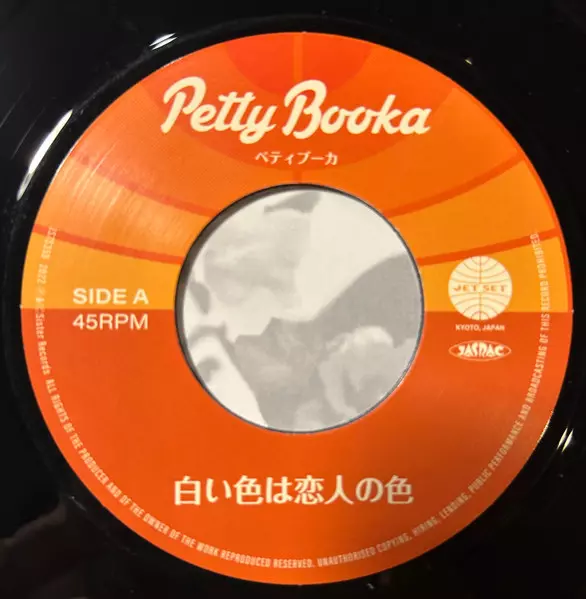 Petty Booka
ペティブーカ
SIDE A
45RPM
JET SET
KYOTO, JAPAN
JASRAC
白い色は恋人の色
Sister Records ALL RIGHTS OF THE PRODUCER AND OF THE OWNER OF THE WORK REPRODUCED RESERVED. UNAUTHORISED COPYING, HIRING, LENDING, PUBLIC PERFORMANCE AND BROADCASTING OF THIS RECORD PROHIBITED.